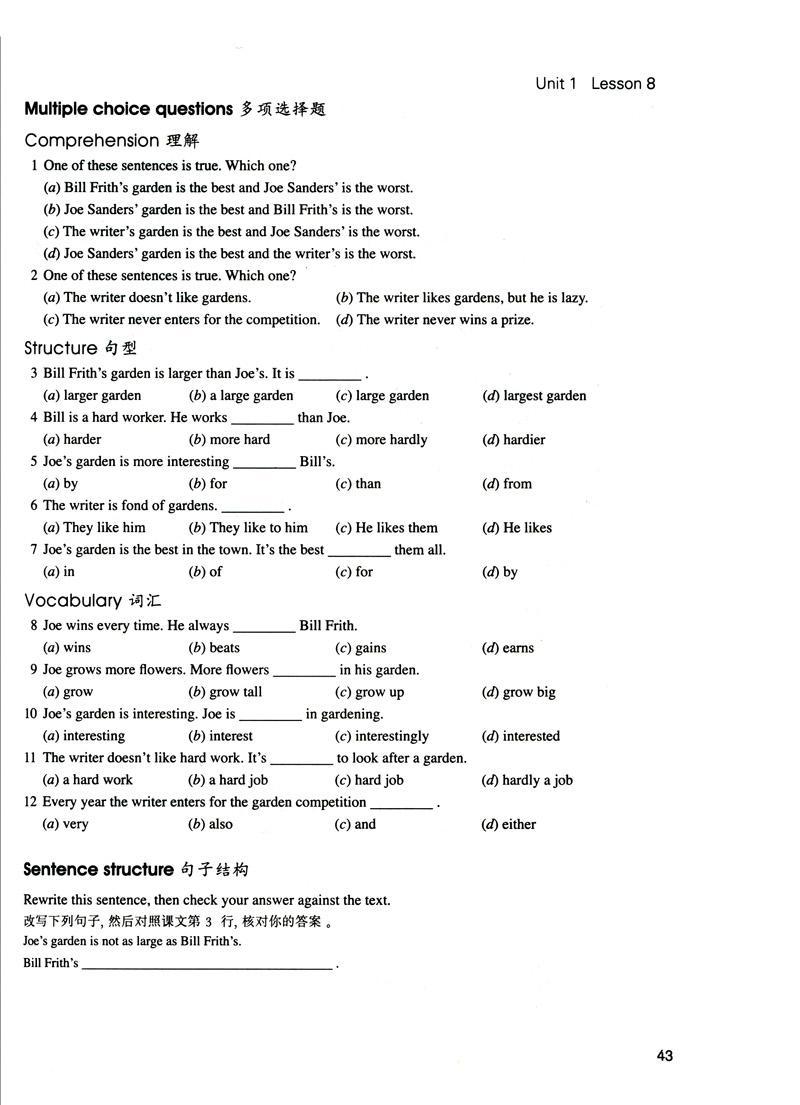 Unit 1 Lesson 8
Multiple choice questions 多项选择题
Comprehension 理解
1 One of these sentences is true. Which one?
(a) Bill Frith's garden is the best and Joe Sanders' is the worst.
(b) Joe Sanders' garden is the best and Bill Frith's is the worst.
(c) The writer's garden is the best and Joe Sanders' is the worst.
(d) Joe Sanders' garden is the best and the writer's is the worst.
2 One of these sentences is true. Which one?
(a) The writer doesn't like gardens. (b) The writer likes gardens, but he is lazy.
(c) The writer never enters for the competition. (d) The writer never wins a prize.
Structure 句型
3 Bill Frith's garden is larger than Joe's. It is ________ .
(a) larger garden (b) a large garden (c) large garden (d) largest garden
4 Bill is a hard worker. He works ________ than Joe.
(a) harder (b) more hard (c) more hardly (d) hardier
5 Joe's garden is more interesting ________ Bill's.
(a) by (b) for (c) than (d) from
6 The writer is fond of gardens. ________ .
(a) They like him (b) They like to him (c) He likes them (d) He likes
7 Joe's garden is the best in the town. It's the best ________ them all.
(a) in (b) of (c) for (d) by
Vocabulary 词汇
8 Joe wins every time. He always ________ Bill Frith.
(a) wins (b) beats (c) gains (d) earns
9 Joe grows more flowers. More flowers ________ in his garden.
(a) grow (b) grow tall (c) grow up (d) grow big
10 Joe's garden is interesting. Joe is ________ in gardening.
(a) interesting (b) interest (c) interestingly (d) interested
11 The writer doesn't like hard work. It's ________ to look after a garden.
(a) a hard work (b) a hard job (c) hard job (d) hardly a job
12 Every year the writer enters for the garden competition ________ .
(a) very (b) also (c) and (d) either
Sentence structure 句子结构
Rewrite this sentence, then check your answer against the text.
改写下列句子, 然后对照课文第 3 行, 核对你的答案 。
Joe's garden is not as large as Bill Frith's.
Bill Frith's ________________________________ .
43